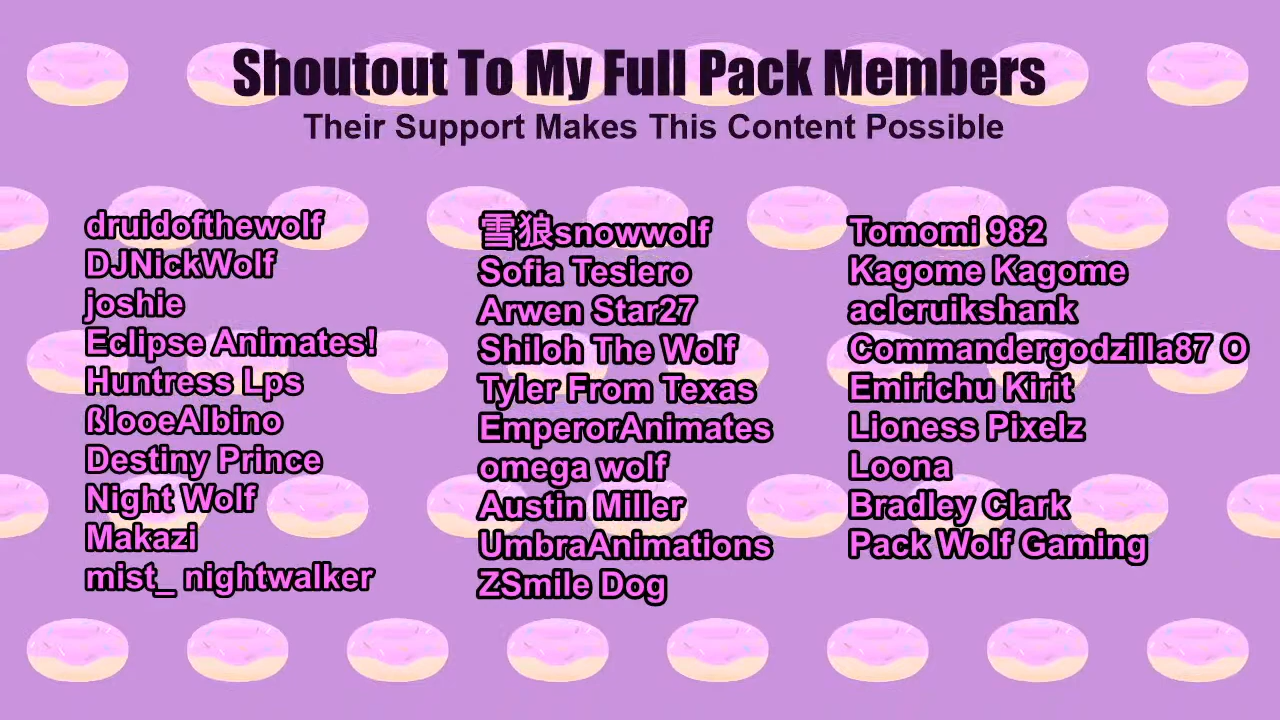 Shoutout To My Full Pack Members
Their Support Makes This Content Possible
druidofthewolf
DJNickWolf
joshie
Eclipse Animates!
Huntress Lps
ßlooeAlbino
Destiny Prince
Night Wolf
Makazi
mist_ nightwalker
雪狼snowwolf
Sofia Tesiero
Arwen Star27
Shiloh The Wolf
Tyler From Texas
EmperorAnimates
omega wolf
Austin Miller
UmbraAnimations
ZSmile Dog
Tomomi 982
Kagome Kagome
aclcruikshank
Commandergodzilla87 O
Emirichu Kirit
Lioness Pixelz
Loona
Bradley Clark
Pack Wolf Gaming